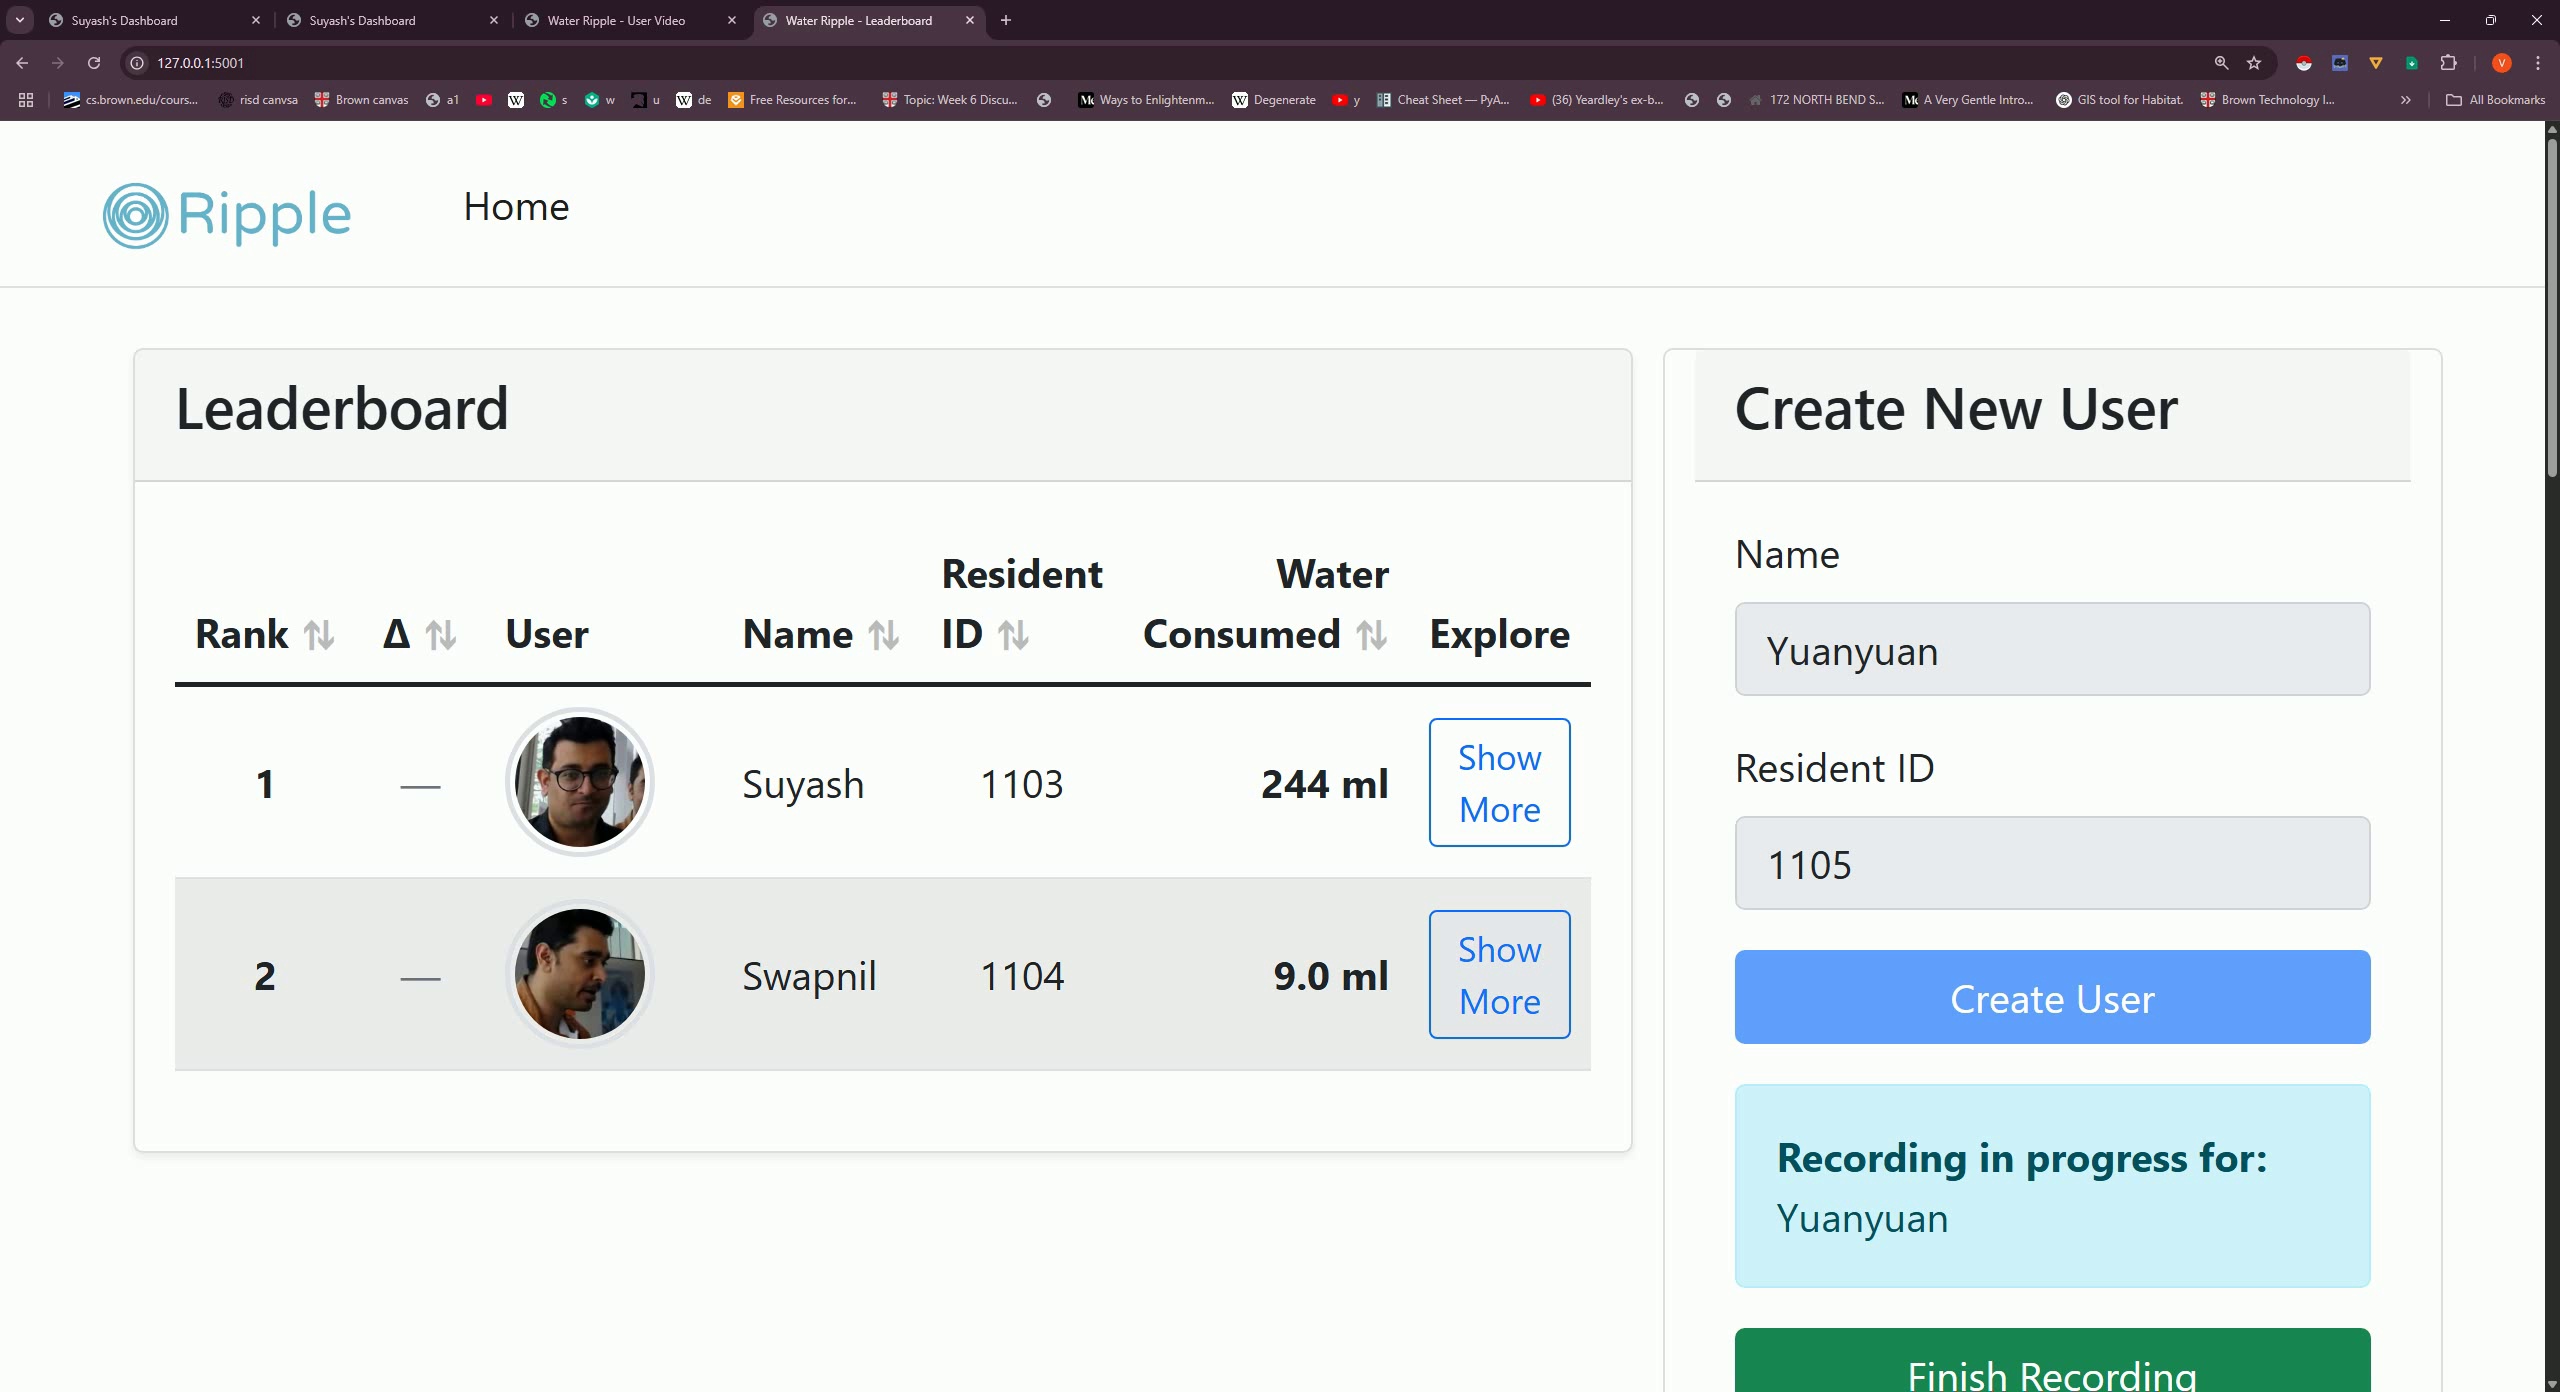 Suyash's Dashboard
Suyash's Dashboard
Water Ripple - User Video
Water Ripple - Leaderboard
127.0.0.1:5001
cs.brown.edu/cours...
risd canvsa
Brown canvas
a1
s
w
u
de
Free Resources for...
Topic: Week 6 Discu...
Ways to Enlightenm...
Degenerate
y
Cheat Sheet — PyA...
(36) Yeardley's ex-b...
172 NORTH BEND S...
A Very Gentle Intro...
GIS tool for Habitat.
Brown Technology I...
All Bookmarks
Ripple
Home
Leaderboard
Rank Δ User Name Resident ID Water Consumed Explore
1 — Suyash 1103 244 ml Show More
2 — Swapnil 1104 9.0 ml Show More
Create New User
Name
Yuanyuan
Resident ID
1105
Create User
Recording in progress for:
Yuanyuan
Finish Recording